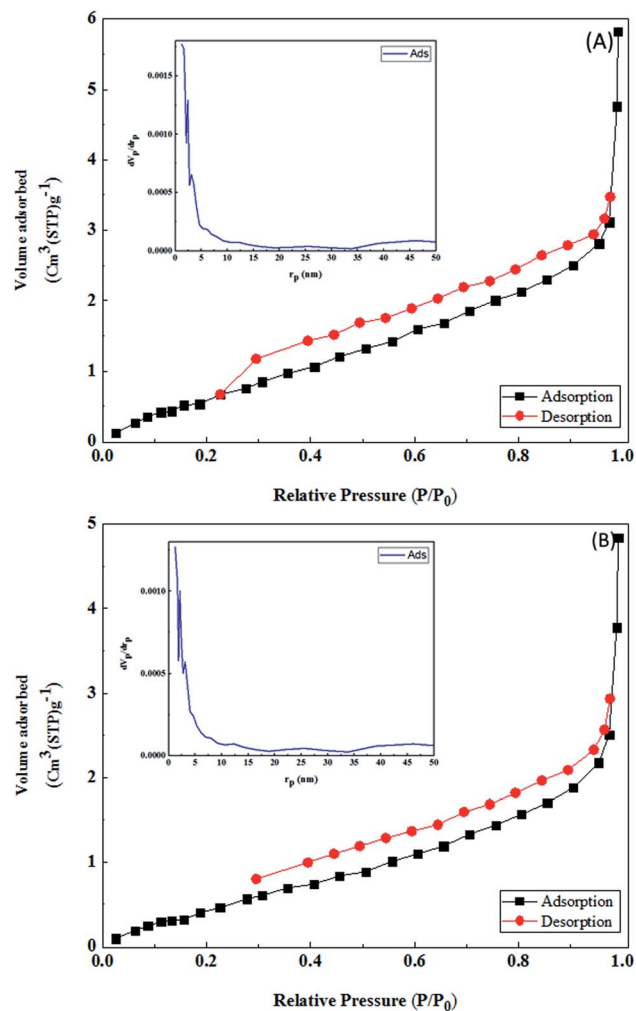 (A)
6
5
4
3
2
1
0
Volume adsorbed
(Cm³(STP)g⁻¹)
0.0 0.2 0.4 0.6 0.8 1.0
Relative Pressure (P/P₀)
Adsorption
Desorption
Ads
0.0015
0.0010
0.0005
0.0000
dVp/drp
0 5 10 15 20 25 30 35 40 45 50
rp (nm)
(B)
5
4
3
2
1
0
Volume adsorbed
(Cm³(STP)g⁻¹)
0.0 0.2 0.4 0.6 0.8 1.0
Relative Pressure (P/P₀)
Adsorption
Desorption
Ads
0.0010
0.0005
0.0000
dVp/drp
0 5 10 15 20 25 30 35 40 45 50
rp (nm)